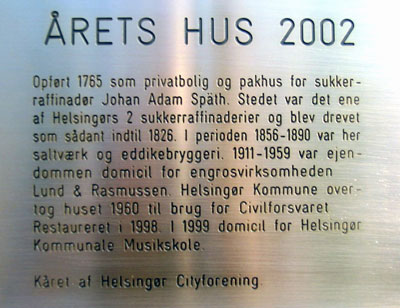 ÅRETS HUS 2002
Opført 1765 som privatbolig og pakhus for sukker-
raffinadør Johan Adam Späth. Stedet var det ene
af Helsingørs 2 sukkerraffinaderier og blev drevet
som sådant indtil 1826. I perioden 1856-1890 var her
saltværk og eddikebryggeri. 1911-1959 var ejen-
dommen domicil for engrosvirksomheden
Lund & Rasmussen. Helsingør Kommune over-
tog huset 1960 til brug for Civilforsvaret
Restaureret i 1998. I 1999 domicil for Helsingør
Kommunale Musikskole.
Kåret af Helsingør Cityforening.